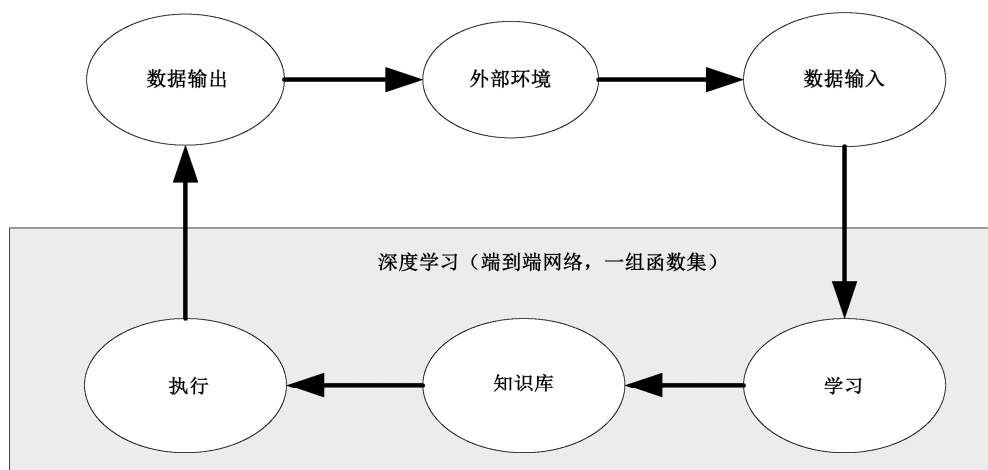 数据输出
外部环境
数据输入
深度学习（端到端网络，一组函数集）
执行
知识库
学习